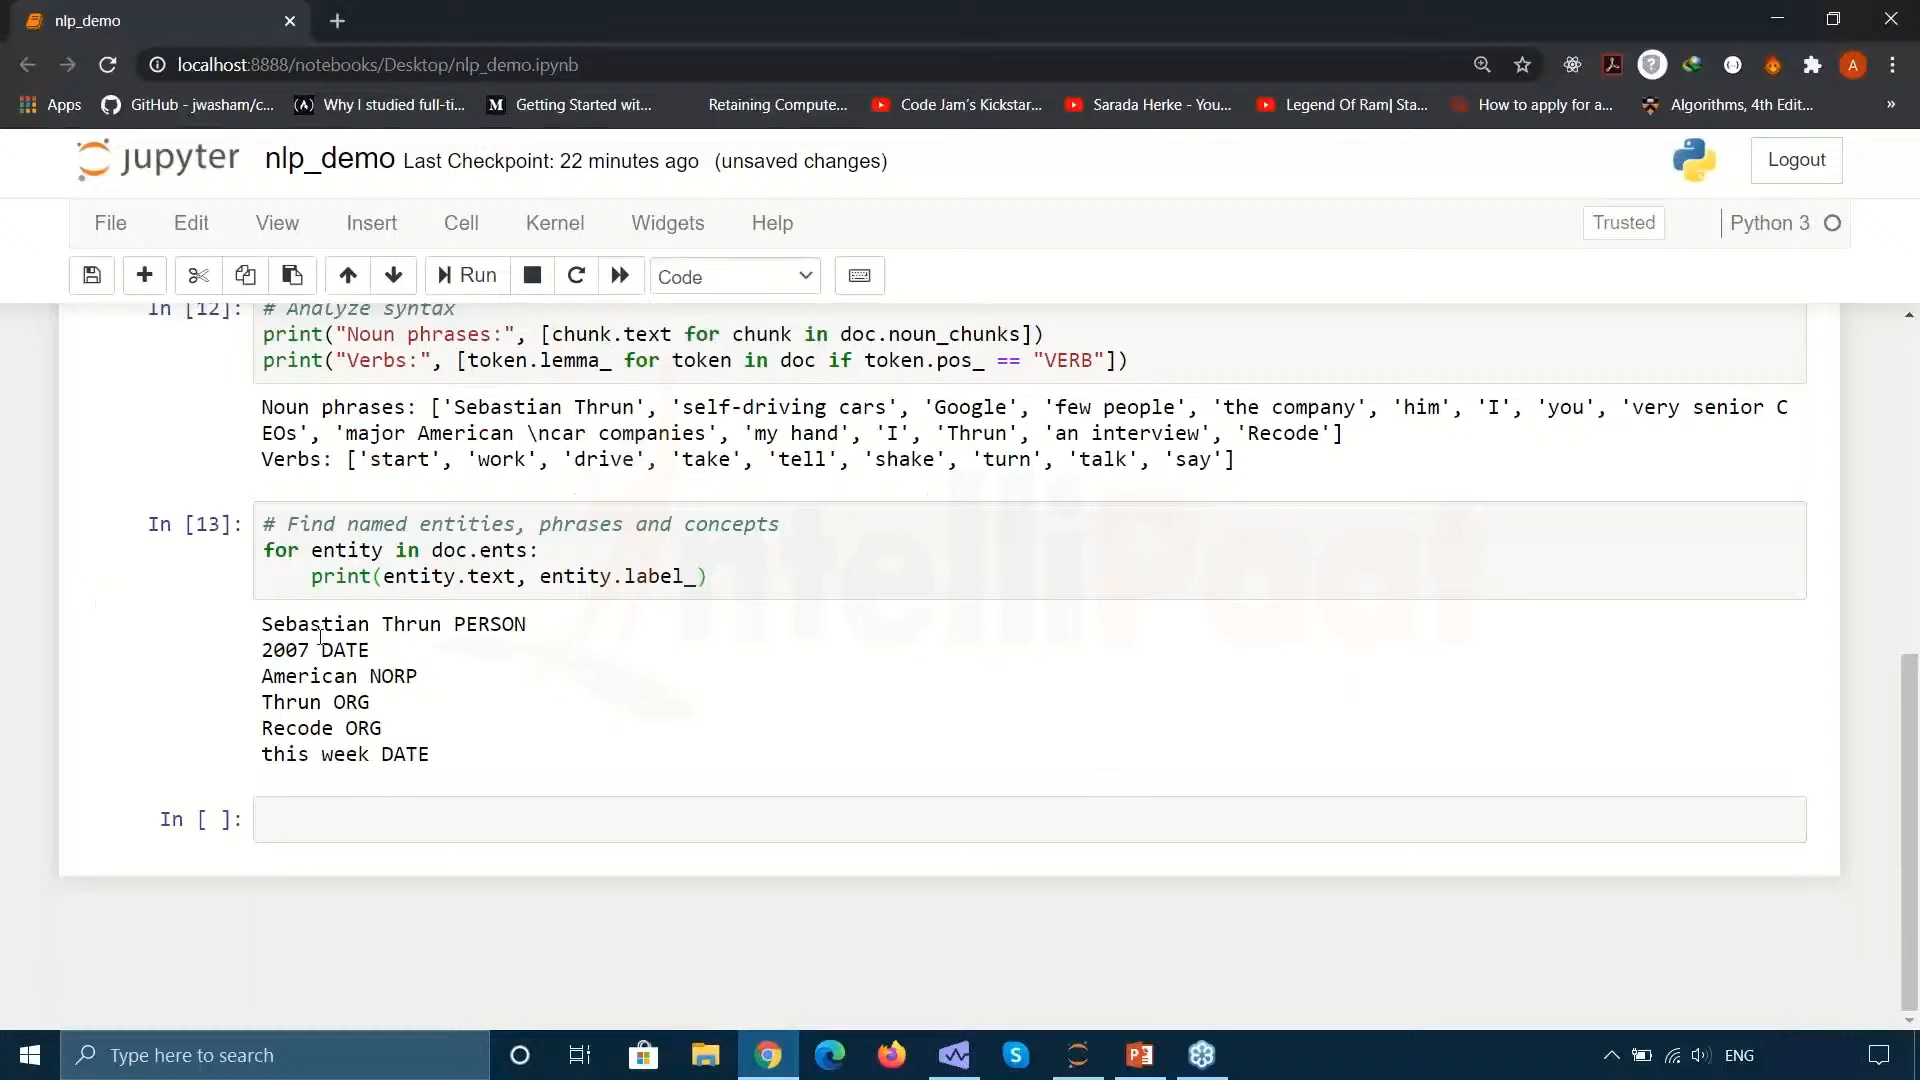 nlp_demo
localhost:8888/notebooks/Desktop/nlp_demo.ipynb
A
Apps GitHub - jwasham/c... Why I studied full-ti... Getting Started wit... Retaining Compute... Code Jam's Kickstar... Sarada Herke - You... Legend Of Ram| Sta... How to apply for a... Algorithms, 4th Edit... »
jupyter nlp_demo Last Checkpoint: 22 minutes ago (unsaved changes) Logout
File Edit View Insert Cell Kernel Widgets Help Trusted Python 3
Run Code
In [12]: # Analyze syntax
print("Noun phrases:", [chunk.text for chunk in doc.noun_chunks])
print("Verbs:", [token.lemma_ for token in doc if token.pos_ == "VERB"])
Noun phrases: ['Sebastian Thrun', 'self-driving cars', 'Google', 'few people', 'the company', 'him', 'I', 'you', 'very senior C
EOs', 'major American \ncar companies', 'my hand', 'I', 'Thrun', 'an interview', 'Recode']
Verbs: ['start', 'work', 'drive', 'take', 'tell', 'shake', 'turn', 'talk', 'say']
In [13]: # Find named entities, phrases and concepts
for entity in doc.ents:
print(entity.text, entity.label_)
IntelliPaat
Sebastian Thrun PERSON
2007 DATE
American NORP
Thrun ORG
Recode ORG
this week DATE
In [ ]:
Type here to search
ENG